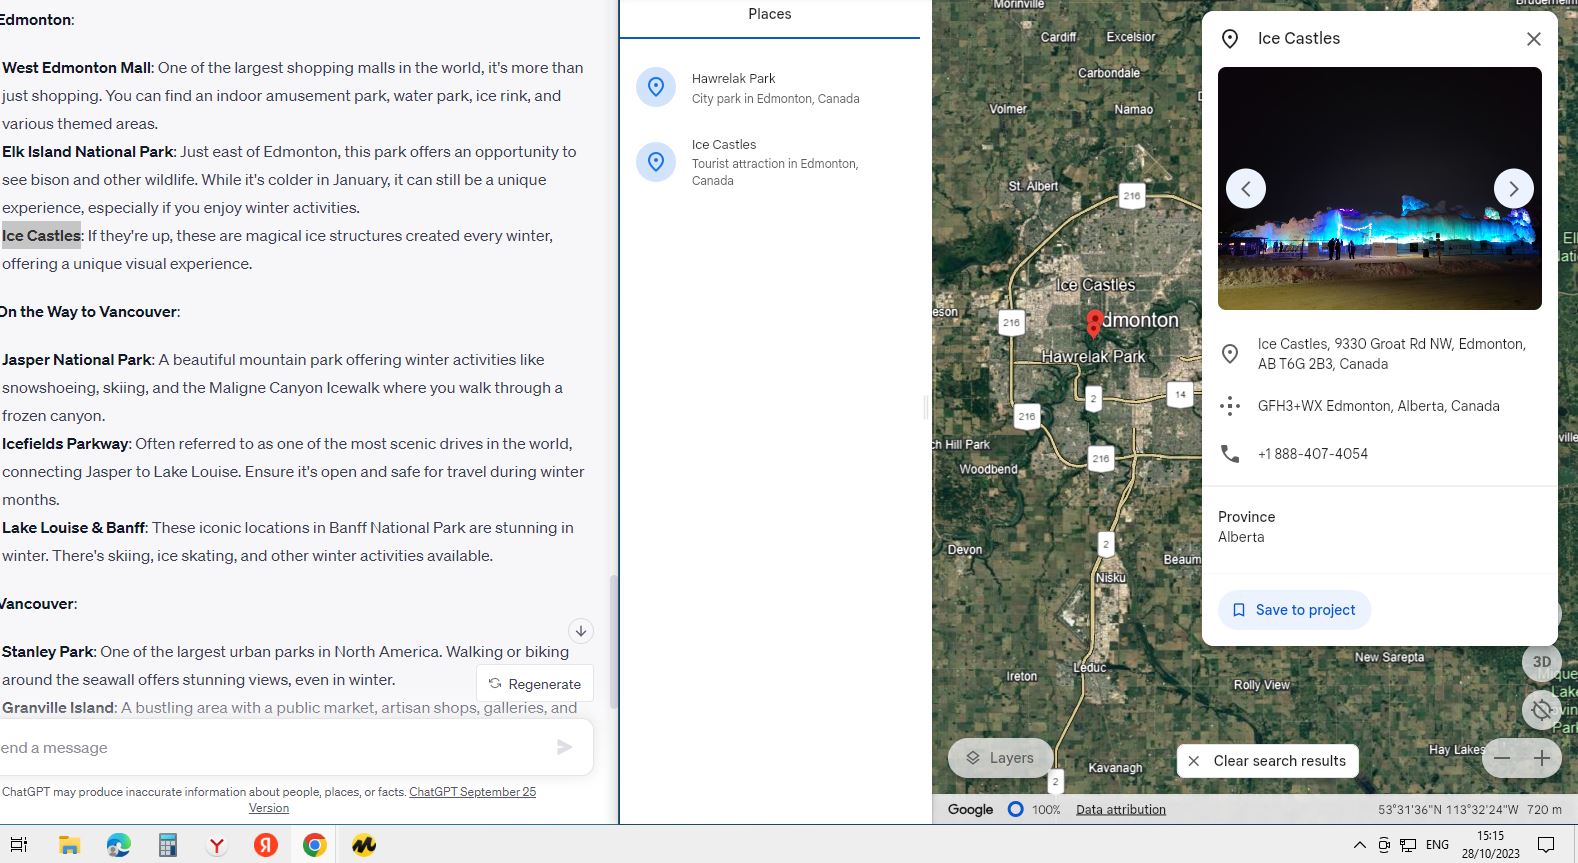 Edmonton:
West Edmonton Mall: One of the largest shopping malls in the world, it's more than
just shopping. You can find an indoor amusement park, water park, ice rink, and
various themed areas.
Elk Island National Park: Just east of Edmonton, this park offers an opportunity to
see bison and other wildlife. While it's colder in January, it can still be a unique
experience, especially if you enjoy winter activities.
Ice Castles: If they're up, these are magical ice structures created every winter,
offering a unique visual experience.
On the Way to Vancouver:
Jasper National Park: A beautiful mountain park offering winter activities like
snowshoeing, skiing, and the Maligne Canyon Icewalk where you walk through a
frozen canyon.
Icefields Parkway: Often referred to as one of the most scenic drives in the world,
connecting Jasper to Lake Louise. Ensure it's open and safe for travel during winter
months.
Lake Louise & Banff: These iconic locations in Banff National Park are stunning in
winter. There's skiing, ice skating, and other winter activities available.
Vancouver:
Stanley Park: One of the largest urban parks in North America. Walking or biking
around the seawall offers stunning views, even in winter.
Regenerate
Granville Island: A bustling area with a public market, artisan shops, galleries, and
end a message
ChatGPT may produce inaccurate information about people, places, or facts. ChatGPT September 25
Version
Places
Hawrelak Park
City park in Edmonton, Canada
Ice Castles
Tourist attraction in Edmonton,
Canada
Morinville
Cardiff
Excelsior
Carbondale
Volmer
Namao
St. Albert
216
Ice Castles
eson
216
dmonton
Hawrelak Park
2
14
216
ch Hill Park
216
Woodbend
Devon
2
Beaum
Nisku
Leduc
Ireton
New Sarepta
Rolly View
Hay Lakes
Kavanagh
2
Layers
Clear search results
3D
Ice Castles
Ice Castles, 9330 Groat Rd NW, Edmonton,
AB T6G 2B3, Canada
GFH3+WX Edmonton, Alberta, Canada
+1 888-407-4054
Province
Alberta
Save to project
Google
100%
Data attribution
53°31'36"N 113°32'24"W
720 m
ENG
15:15
28/10/2023